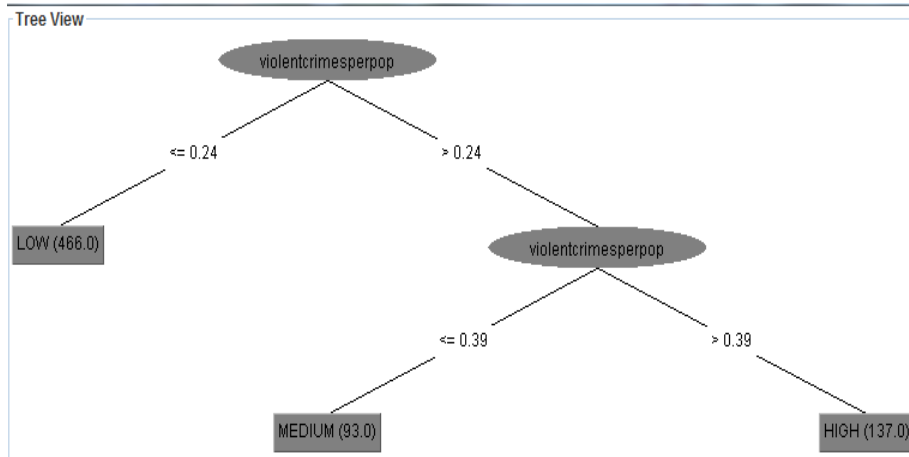 Tree View
violentcrimesperpop
<= 0.24
> 0.24
LOW (466.0)
violentcrimesperpop
<= 0.39
> 0.39
MEDIUM (93.0)
HIGH (137.0)